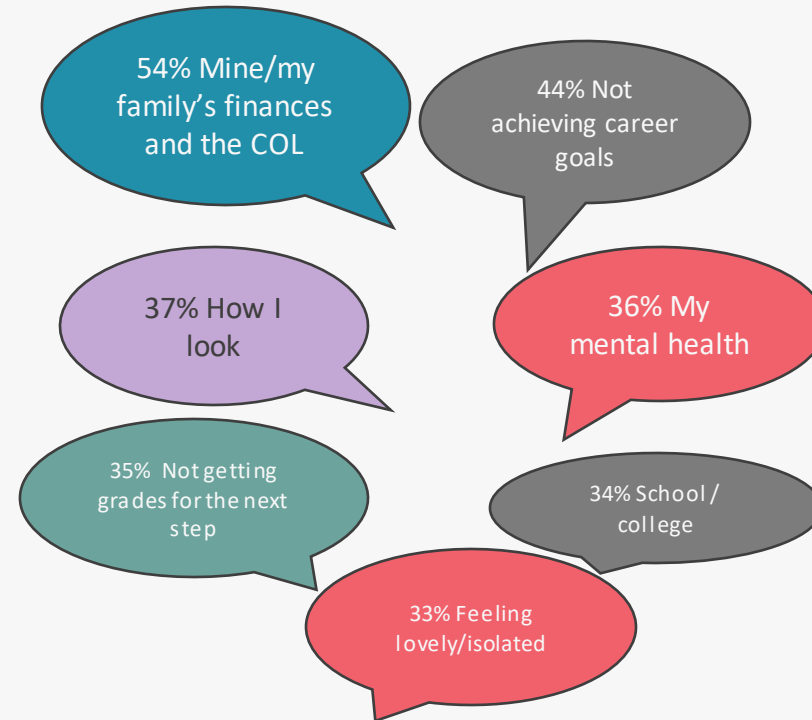 54% Mine/my
family's finances
and the COL
44% Not
achieving career
goals
37% How I
look
36% My
mental health
35% Not getting
grades for the next
step
34% School /
college
33% Feeling
lovely/isolated